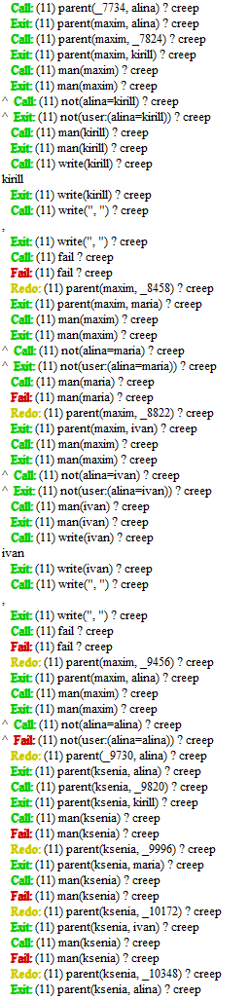 Call: (11) parent(_7734, alina) ? creep
Exit: (11) parent(maxim, alina) ? creep
Call: (11) parent(maxim, _7824) ? creep
Exit: (11) parent(maxim, kirill) ? creep
Call: (11) man(maxim) ? creep
Exit: (11) man(maxim) ? creep
^ Call: (11) not(alina=kirill) ? creep
^ Exit: (11) not(user:(alina=kirill)) ? creep
Call: (11) man(kirill) ? creep
Exit: (11) man(kirill) ? creep
Call: (11) write(kirill) ? creep
kirill
Exit: (11) write(kirill) ? creep
Call: (11) write(", ") ? creep
,
Exit: (11) write(", ") ? creep
Call: (11) fail ? creep
Fail: (11) fail ? creep
Redo: (11) parent(maxim, _8458) ? creep
Exit: (11) parent(maxim, maria) ? creep
Call: (11) man(maxim) ? creep
Exit: (11) man(maxim) ? creep
^ Call: (11) not(alina=maria) ? creep
^ Exit: (11) not(user:(alina=maria)) ? creep
Call: (11) man(maria) ? creep
Fail: (11) man(maria) ? creep
Redo: (11) parent(maxim, _8822) ? creep
Exit: (11) parent(maxim, ivan) ? creep
Call: (11) man(maxim) ? creep
Exit: (11) man(maxim) ? creep
^ Call: (11) not(alina=ivan) ? creep
^ Exit: (11) not(user:(alina=ivan)) ? creep
Call: (11) man(ivan) ? creep
Exit: (11) man(ivan) ? creep
Call: (11) write(ivan) ? creep
ivan
Exit: (11) write(ivan) ? creep
Call: (11) write(", ") ? creep
,
Exit: (11) write(", ") ? creep
Call: (11) fail ? creep
Fail: (11) fail ? creep
Redo: (11) parent(maxim, _9456) ? creep
Exit: (11) parent(maxim, alina) ? creep
Call: (11) man(maxim) ? creep
Exit: (11) man(maxim) ? creep
^ Call: (11) not(alina=alina) ? creep
^ Fail: (11) not(user:(alina=alina)) ? creep
Redo: (11) parent(_9730, alina) ? creep
Exit: (11) parent(ksenia, alina) ? creep
Call: (11) parent(ksenia, _9820) ? creep
Exit: (11) parent(ksenia, kirill) ? creep
Call: (11) man(ksenia) ? creep
Fail: (11) man(ksenia) ? creep
Redo: (11) parent(ksenia, _9996) ? creep
Exit: (11) parent(ksenia, maria) ? creep
Call: (11) man(ksenia) ? creep
Fail: (11) man(ksenia) ? creep
Redo: (11) parent(ksenia, _10172) ? creep
Exit: (11) parent(ksenia, ivan) ? creep
Call: (11) man(ksenia) ? creep
Fail: (11) man(ksenia) ? creep
Redo: (11) parent(ksenia, _10348) ? creep
Exit: (11) parent(ksenia, alina) ? creep